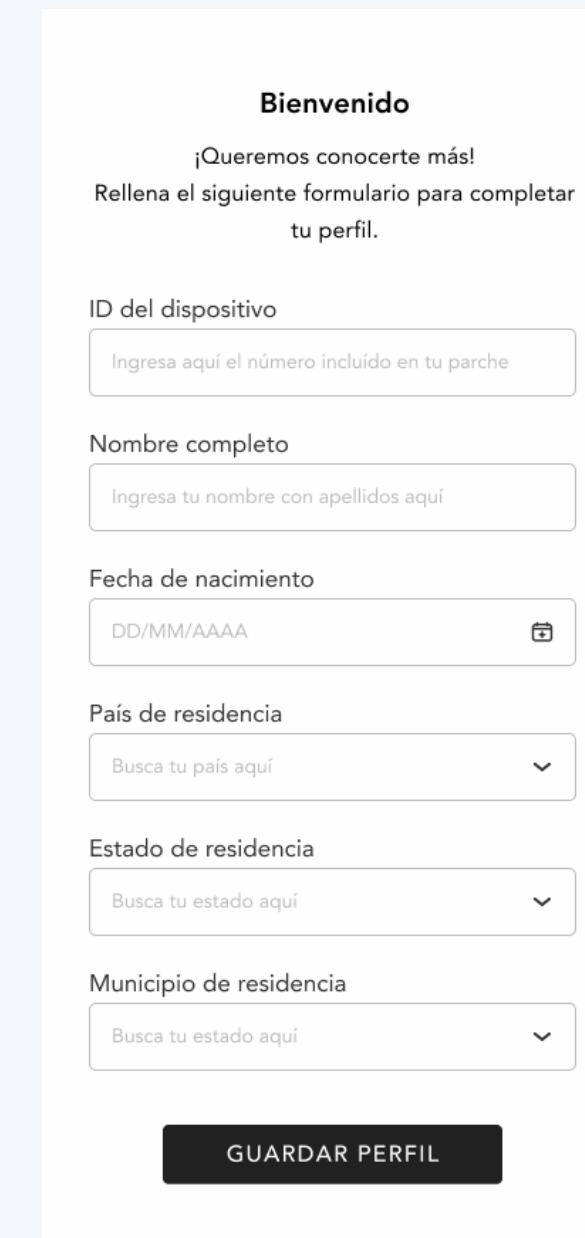 Bienvenido
¡Queremos conocerte más!
Rellena el siguiente formulario para completar
tu perfil.
ID del dispositivo
Ingresa aquí el número incluído en tu parche
Nombre completo
Ingresa tu nombre con apellidos aquí
Fecha de nacimiento
DD/MM/AAAA
País de residencia
Busca tu país aquí
Estado de residencia
Busca tu estado aquí
Municipio de residencia
Busca tu estado aquí
GUARDAR PERFIL